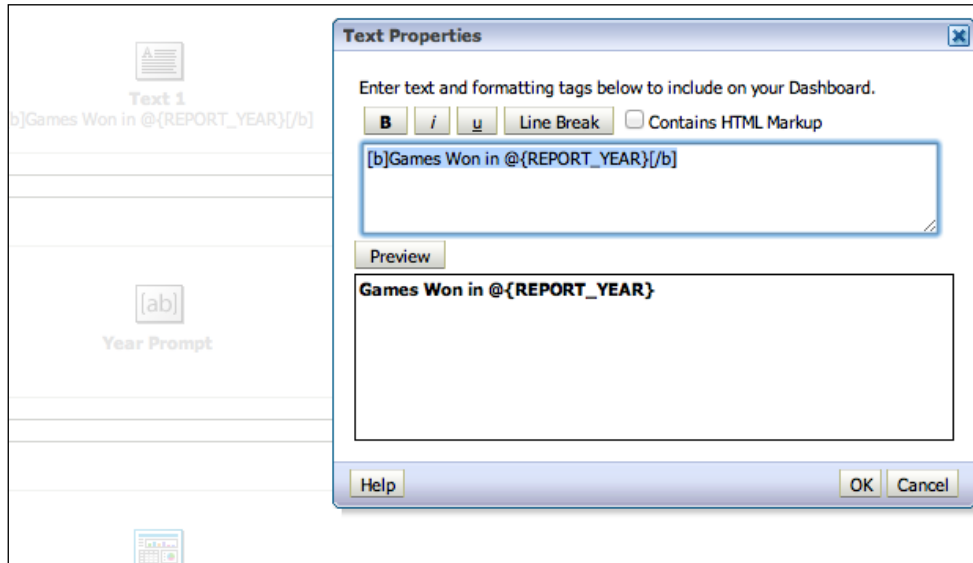 Text 1
b]Games Won in @{REPORT_YEAR}[/b]
[ab]
Year Prompt
Text Properties
Enter text and formatting tags below to include on your Dashboard.
B i u Line Break Contains HTML Markup
[b]Games Won in @{REPORT_YEAR}[/b]
Preview
Games Won in @{REPORT_YEAR}
Help OK Cancel